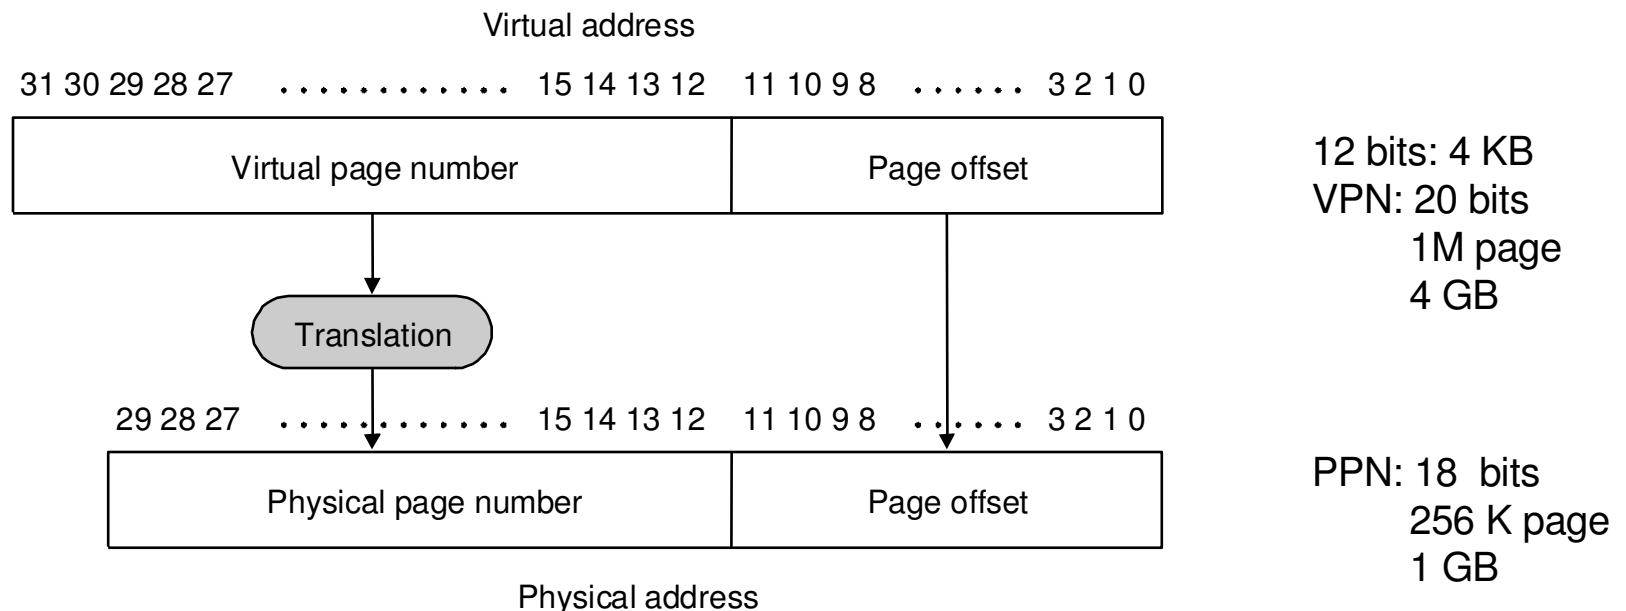 Virtual address
31 30 29 28 27 ............ 15 14 13 12 11 10 9 8 ...... 3 2 1 0
Virtual page number Page offset
12 bits: 4 KB
VPN: 20 bits
1M page
4 GB
Translation
29 28 27 ............ 15 14 13 12 11 10 9 8 ...... 3 2 1 0
Physical page number Page offset
PPN: 18 bits
256 K page
1 GB
Physical address